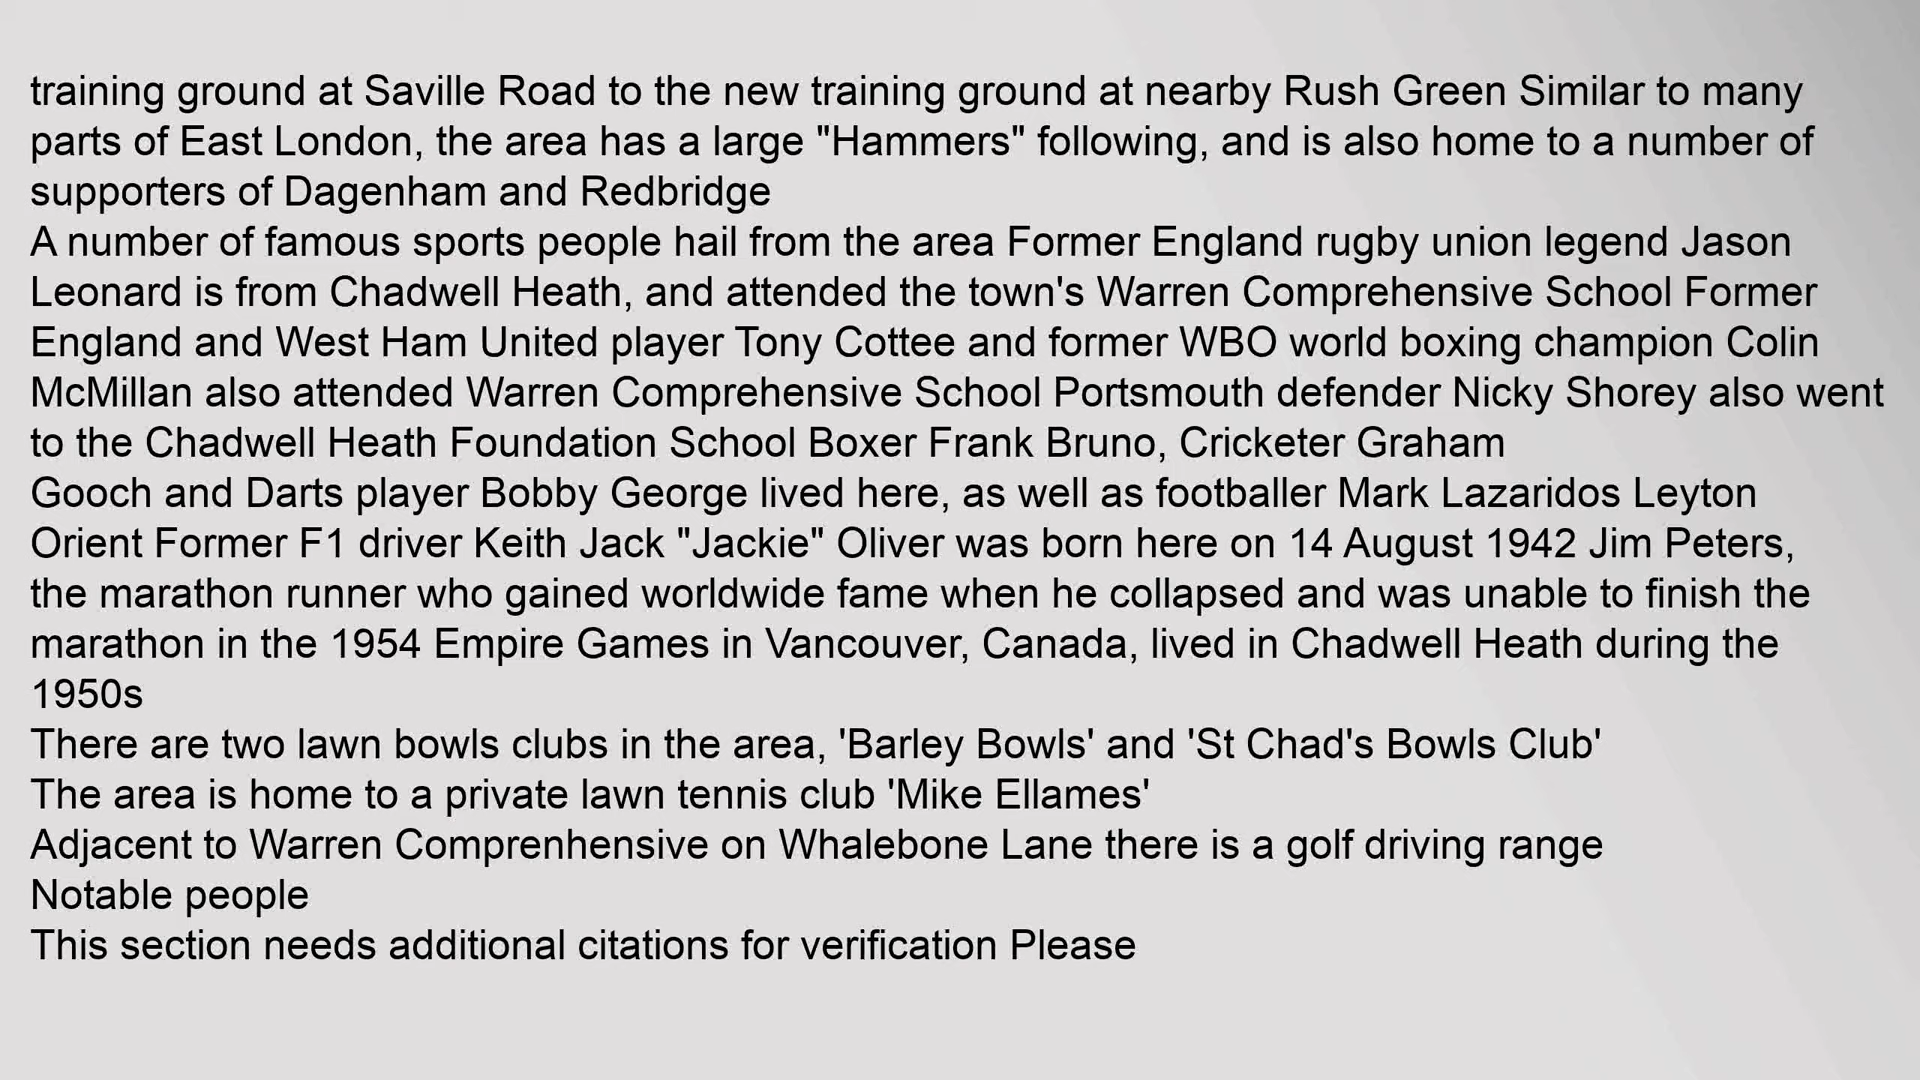 training ground at Saville Road to the new training ground at nearby Rush Green Similar to many
parts of East London, the area has a large "Hammers" following, and is also home to a number of
supporters of Dagenham and Redbridge
A number of famous sports people hail from the area Former England rugby union legend Jason
Leonard is from Chadwell Heath, and attended the town's Warren Comprehensive School Former
England and West Ham United player Tony Cottee and former WBO world boxing champion Colin
McMillan also attended Warren Comprehensive School Portsmouth defender Nicky Shorey also went
to the Chadwell Heath Foundation School Boxer Frank Bruno, Cricketer Graham
Gooch and Darts player Bobby George lived here, as well as footballer Mark Lazaridos Leyton
Orient Former F1 driver Keith Jack "Jackie" Oliver was born here on 14 August 1942 Jim Peters,
the marathon runner who gained worldwide fame when he collapsed and was unable to finish the
marathon in the 1954 Empire Games in Vancouver, Canada, lived in Chadwell Heath during the
1950s
There are two lawn bowls clubs in the area, 'Barley Bowls' and 'St Chad's Bowls Club'
The area is home to a private lawn tennis club 'Mike Ellames'
Adjacent to Warren Comprenhensive on Whalebone Lane there is a golf driving range
Notable people
This section needs additional citations for verification Please